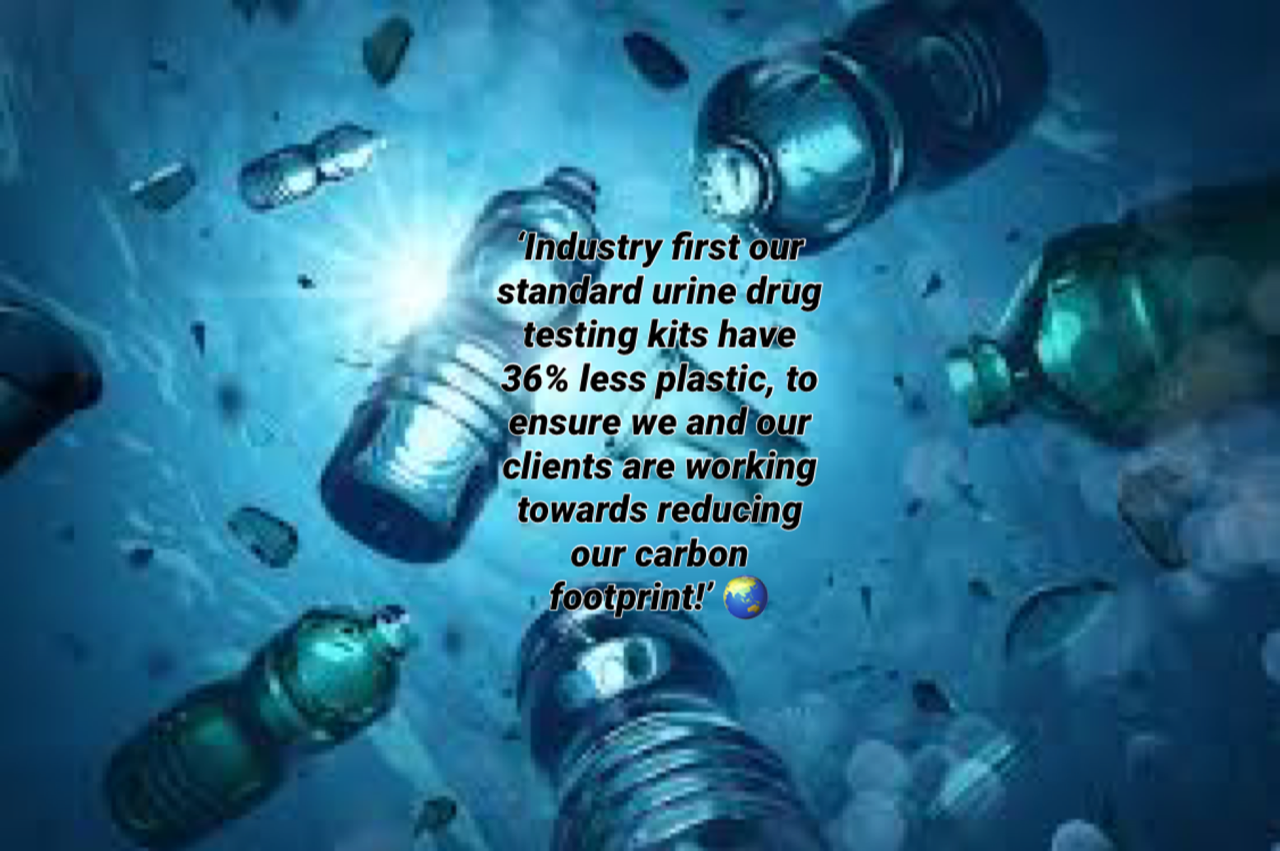 ‘Industry first our
standard urine drug
testing kits have
36% less plastic, to
ensure we and our
clients are working
towards reducing
our carbon
footprint!’ 🌏